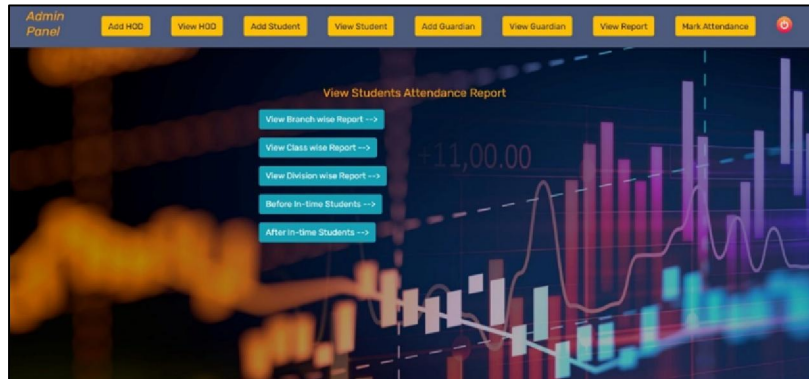 Admin
Panel
Add HOD
View HOD
Add Student
View Student
Add Guardian
View Guardian
View Report
Mark Attendance
View Students Attendance Report
View Branch wise Report -->
View Class wise Report -->
View Division wise Report -->
Before In-time Students -->
After In-time Students -->
+11,00.00